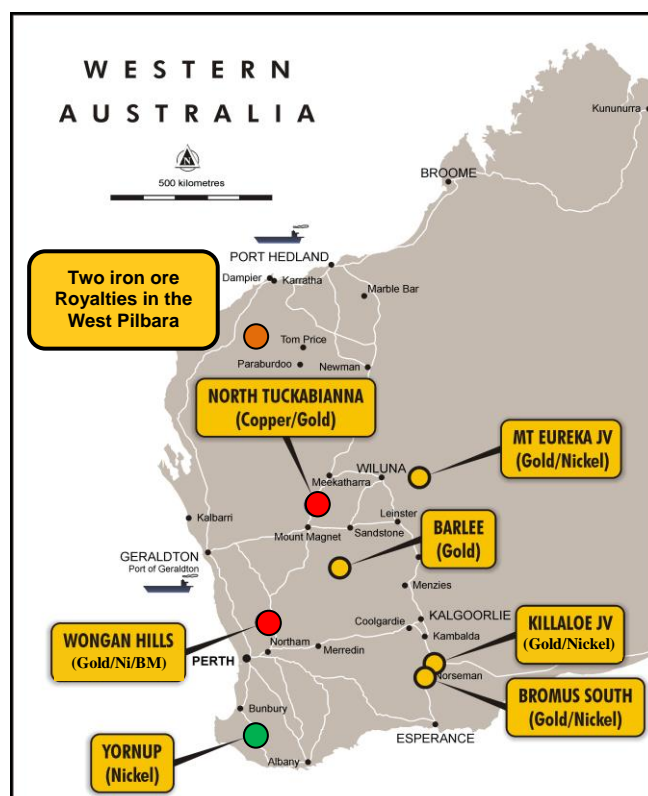 WESTERN
AUSTRALIA
N
500 kilometres
Kununurra
BROOME
PORT HEDLAND
Dampier
Karratha
Marble Bar
Two iron ore
Royalties in the
West Pilbara
Tom Price
Paraburdoo
Newman
NORTH TUCKABIANNA
(Copper/Gold)
MT EUREKA JV
(Gold/Nickel)
WILUNA
Meekatharra
Kalbarri
Leinster
Mount Magnet
Sandstone
BARLEE
(Gold)
GERALDTON
Port of Geraldton
Menzies
KALGOORLIE
Coolgardie
Kambalda
KILLALOE JV
(Gold/Nickel)
WONGAN HILLS
(Gold/Ni/BM)
Northam
Merredin
PERTH
Norseman
BROMUS SOUTH
(Gold/Nickel)
Bunbury
ESPERANCE
YORNUP
(Nickel)
Albany